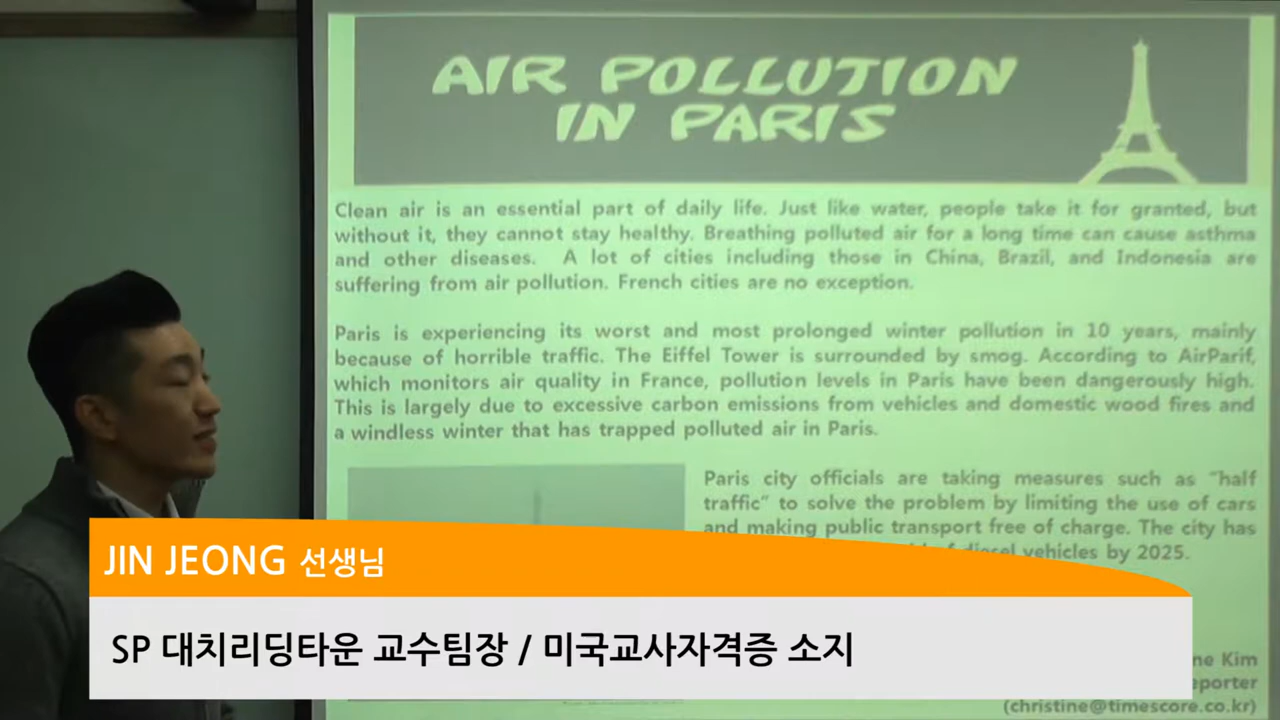 AIR POLLUTION
IN PARIS
Clean air is an essential part of daily life. Just like water, people take it for granted, but
without it, they cannot stay healthy. Breathing polluted air for a long time can cause asthma
and other diseases. A lot of cities including those in China, Brazil, and Indonesia are
suffering from air pollution. French cities are no exception.
Paris is experiencing its worst and most prolonged winter pollution in 10 years, mainly
because of horrible traffic. The Eiffel Tower is surrounded by smog. According to AirParif,
which monitors air quality in France, pollution levels in Paris have been dangerously high.
This is largely due to excessive carbon emissions from vehicles and domestic wood fires and
a windless winter that has trapped polluted air in Paris.
Paris city officials are taking measures such as “half
traffic” to solve the problem by limiting the use of cars
and making public transport free of charge. The city has
of diesel vehicles by 2025.
JIN JEONG 선생님
SP 대치리딩타운 교수팀장 / 미국교사자격증 소지
Kim
(christine@timescore.co.kr)